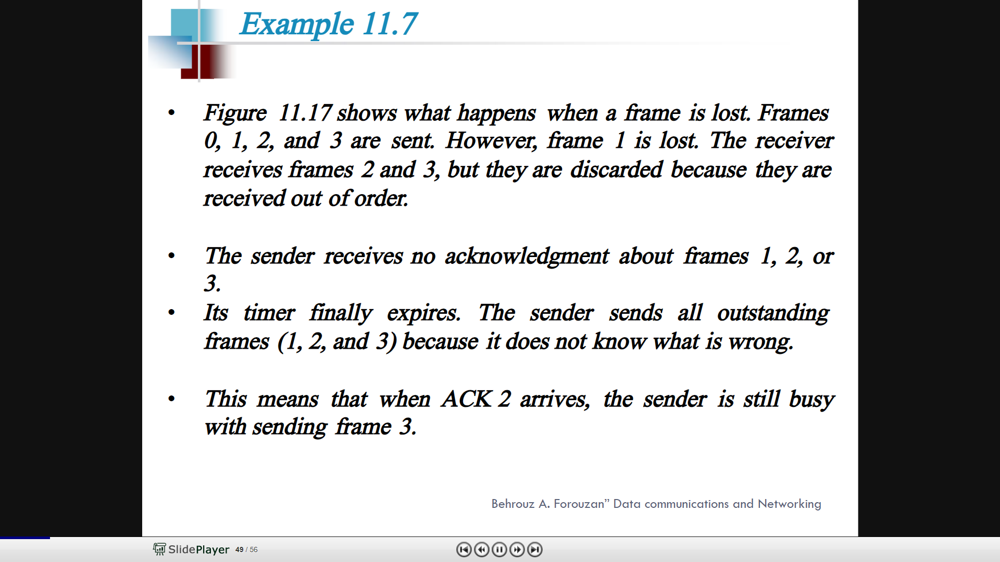 Example 11.7
• Figure 11.17 shows what happens when a frame is lost. Frames
0, 1, 2, and 3 are sent. However, frame 1 is lost. The receiver
receives frames 2 and 3, but they are discarded because they are
received out of order.
• The sender receives no acknowledgment about frames 1, 2, or
3.
• Its timer finally expires. The sender sends all outstanding
frames (1, 2, and 3) because it does not know what is wrong.
• This means that when ACK 2 arrives, the sender is still busy
with sending frame 3.
Behrouz A. Forouzan” Data communications and Networking
SlidePlayer 49 / 56